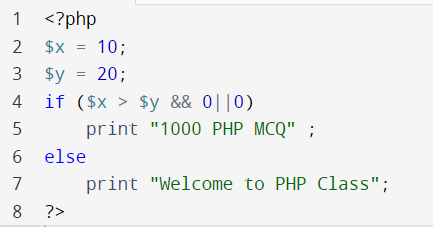 1 <?php
2 $x = 10;
3 $y = 20;
4 if ($x > $y && 0||0)
5     print "1000 PHP MCQ" ;
6 else
7     print "Welcome to PHP Class";
8 ?>